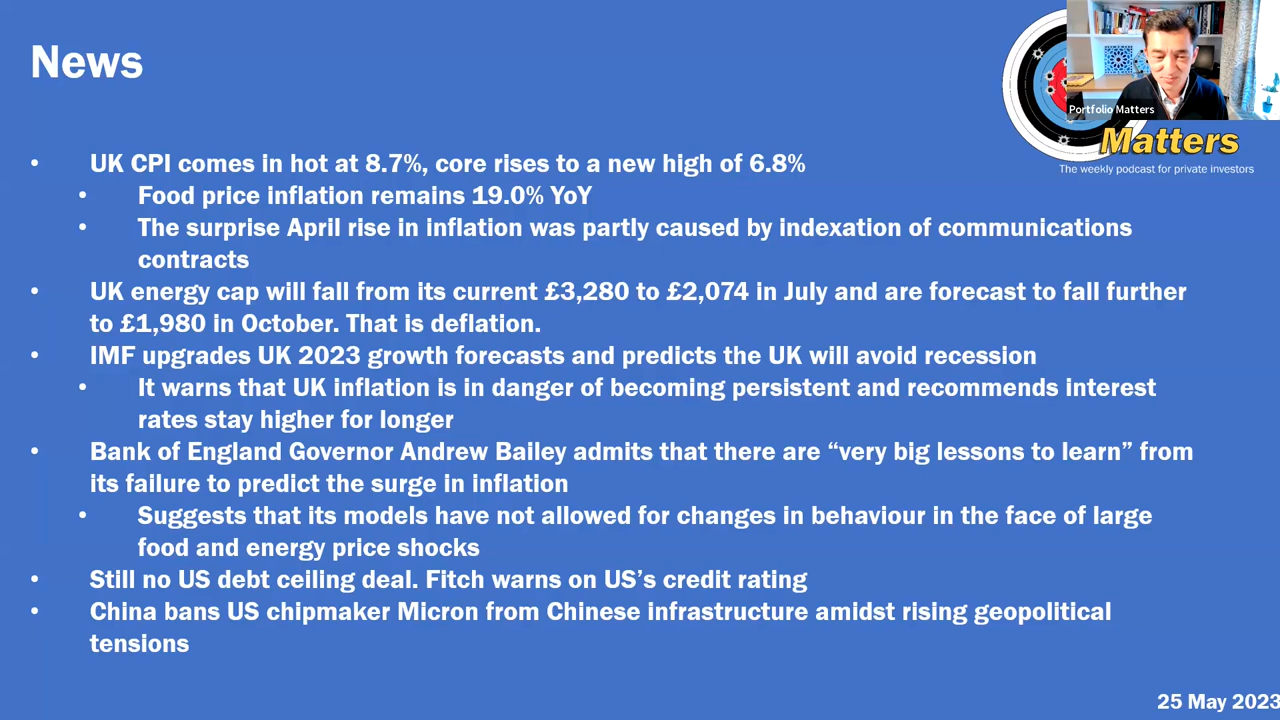 News
Portfolio Matters
Matters
The weekly podcast for private investors
• UK CPI comes in hot at 8.7%, core rises to a new high of 6.8%
• Food price inflation remains 19.0% YoY
• The surprise April rise in inflation was partly caused by indexation of communications
contracts
• UK energy cap will fall from its current £3,280 to £2,074 in July and are forecast to fall further
to £1,980 in October. That is deflation.
• IMF upgrades UK 2023 growth forecasts and predicts the UK will avoid recession
• It warns that UK inflation is in danger of becoming persistent and recommends interest
rates stay higher for longer
• Bank of England Governor Andrew Bailey admits that there are “very big lessons to learn” from
its failure to predict the surge in inflation
• Suggests that its models have not allowed for changes in behaviour in the face of large
food and energy price shocks
• Still no US debt ceiling deal. Fitch warns on US’s credit rating
• China bans US chipmaker Micron from Chinese infrastructure amidst rising geopolitical
tensions
25 May 2023